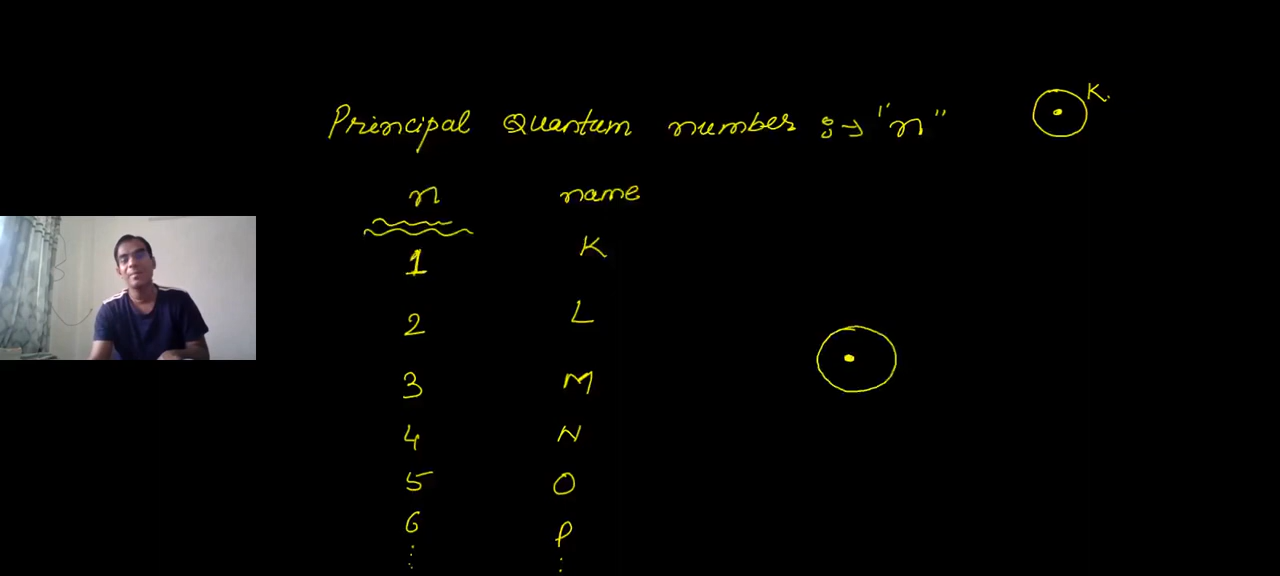 K.
Principal Quantum number :→ "n"
n name
1 K
2 L
3 M
4 N
5 O
6 P
⋮ ⋮